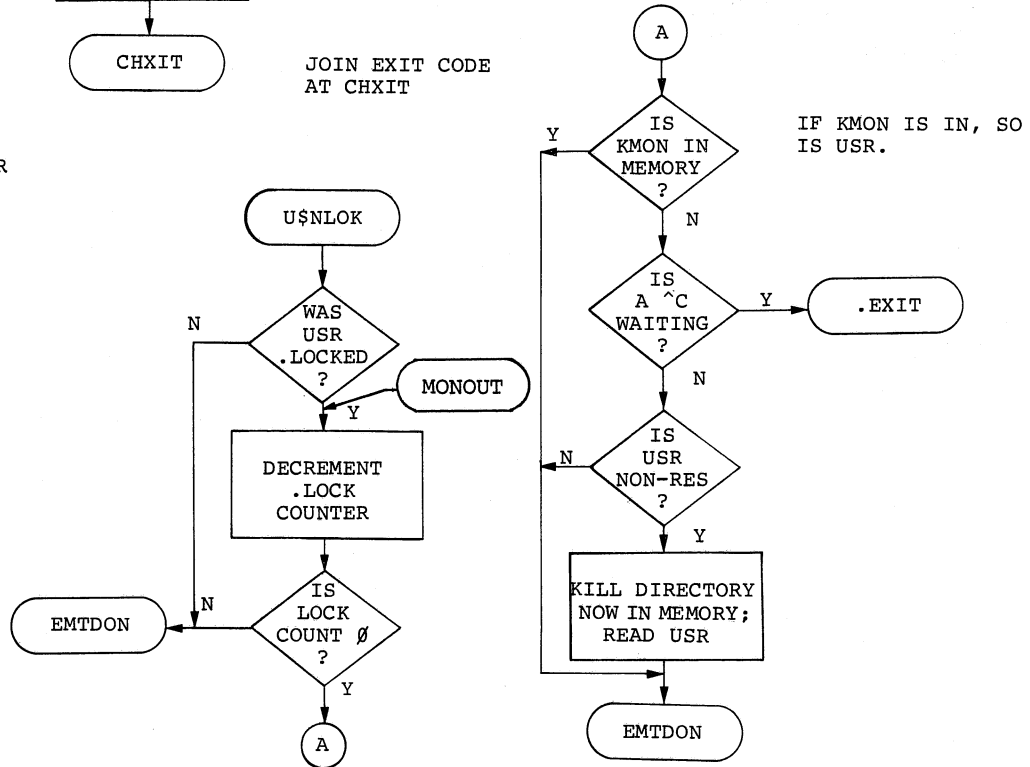 CHXIT
JOIN EXIT CODE
AT CHXIT
R
U$NLOK
WAS
USR
.LOCKED
?
N
Y
MONOUT
DECREMENT
.LOCK
COUNTER
IS
LOCK
COUNT Ø
?
N
EMTDON
Y
A
A
IS
KMON IN
MEMORY
?
Y
N
IF KMON IS IN, SO
IS USR.
IS
A ^C
WAITING
?
Y
.EXIT
N
IS
USR
NON-RES
?
N
Y
KILL DIRECTORY
NOW IN MEMORY;
READ USR
EMTDON